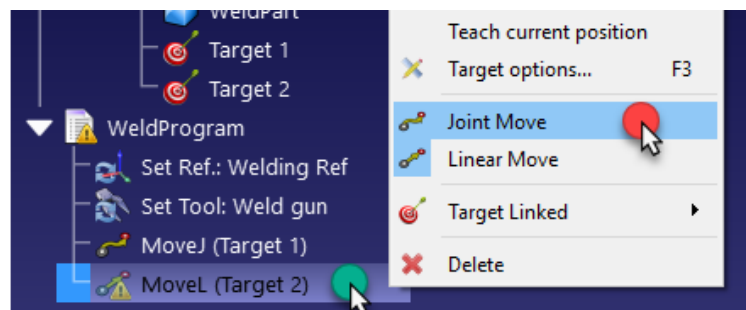 WeldPart
Target 1
Target 2
WeldProgram
Set Ref.: Welding Ref
Set Tool: Weld gun
MoveJ (Target 1)
MoveL (Target 2)
Teach current position
Target options... F3
Joint Move
Linear Move
Target Linked
Delete